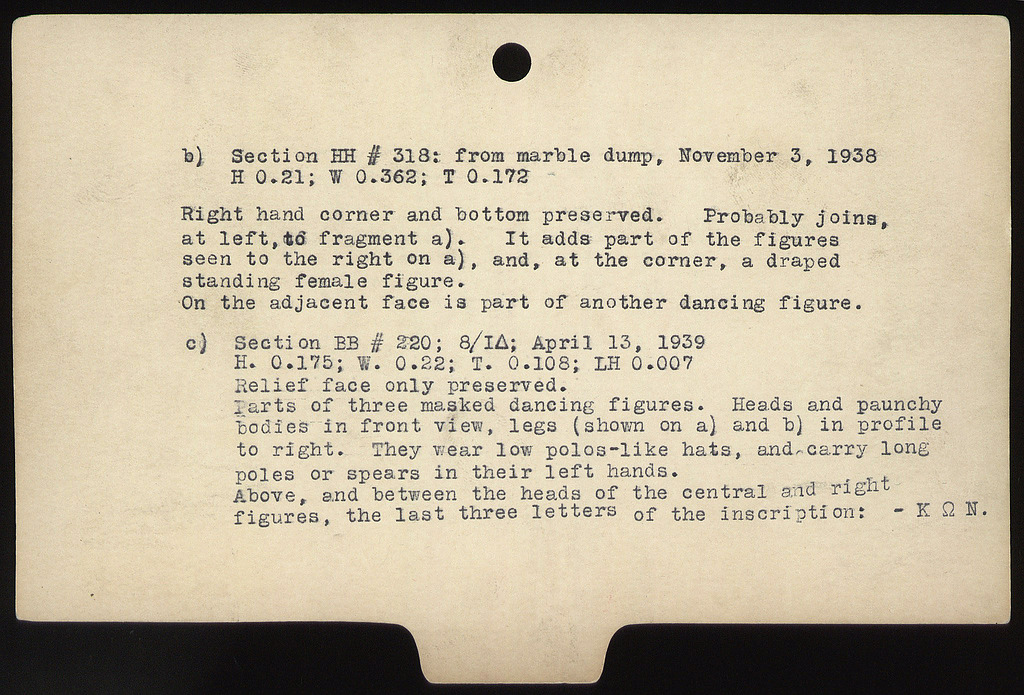 b) Section HH # 318: from marble dump, November 3, 1938
H 0.21; W 0.362; T 0.172
Right hand corner and bottom preserved. Probably joins,
at left, to fragment a). It adds part of the figures
seen to the right on a), and, at the corner, a draped
standing female figure.
On the adjacent face is part of another dancing figure.
c) Section BB # 220; 8/ΙΔ; April 13, 1939
H. 0.175; W. 0.22; T. 0.108; LH 0.007
Relief face only preserved.
Parts of three masked dancing figures. Heads and paunchy
bodies in front view, legs (shown on a) and b) in profile
to right. They wear low polos-like hats, and carry long
poles or spears in their left hands.
Above, and between the heads of the central and right
figures, the last three letters of the inscription: - Κ Ω Ν.